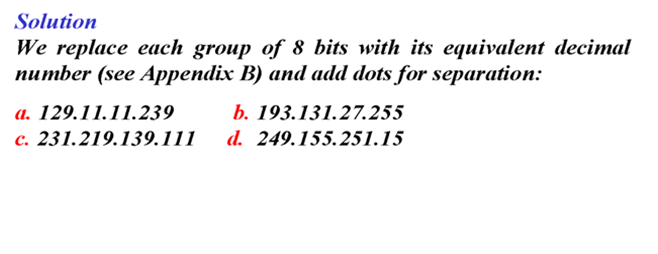 Solution
We replace each group of 8 bits with its equivalent decimal
number (see Appendix B) and add dots for separation:
a. 129.11.11.239 b. 193.131.27.255
c. 231.219.139.111 d. 249.155.251.15